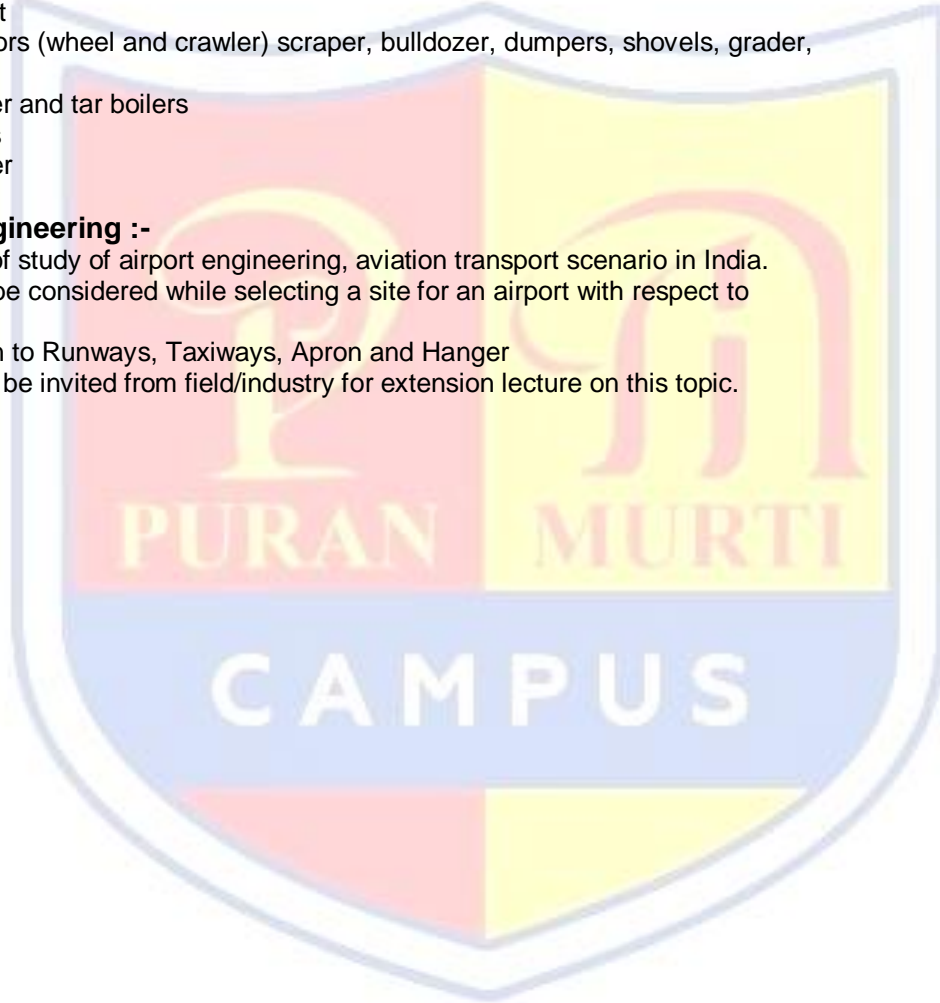 t
ors (wheel and crawler) scraper, bulldozer, dumpers, shovels, grader,
er and tar boilers
s
er
gineering :-
of study of airport engineering, aviation transport scenario in India.
be considered while selecting a site for an airport with respect to
n to Runways, Taxiways, Apron and Hanger
be invited from field/industry for extension lecture on this topic.
PURAN MURTI
CAMPUS